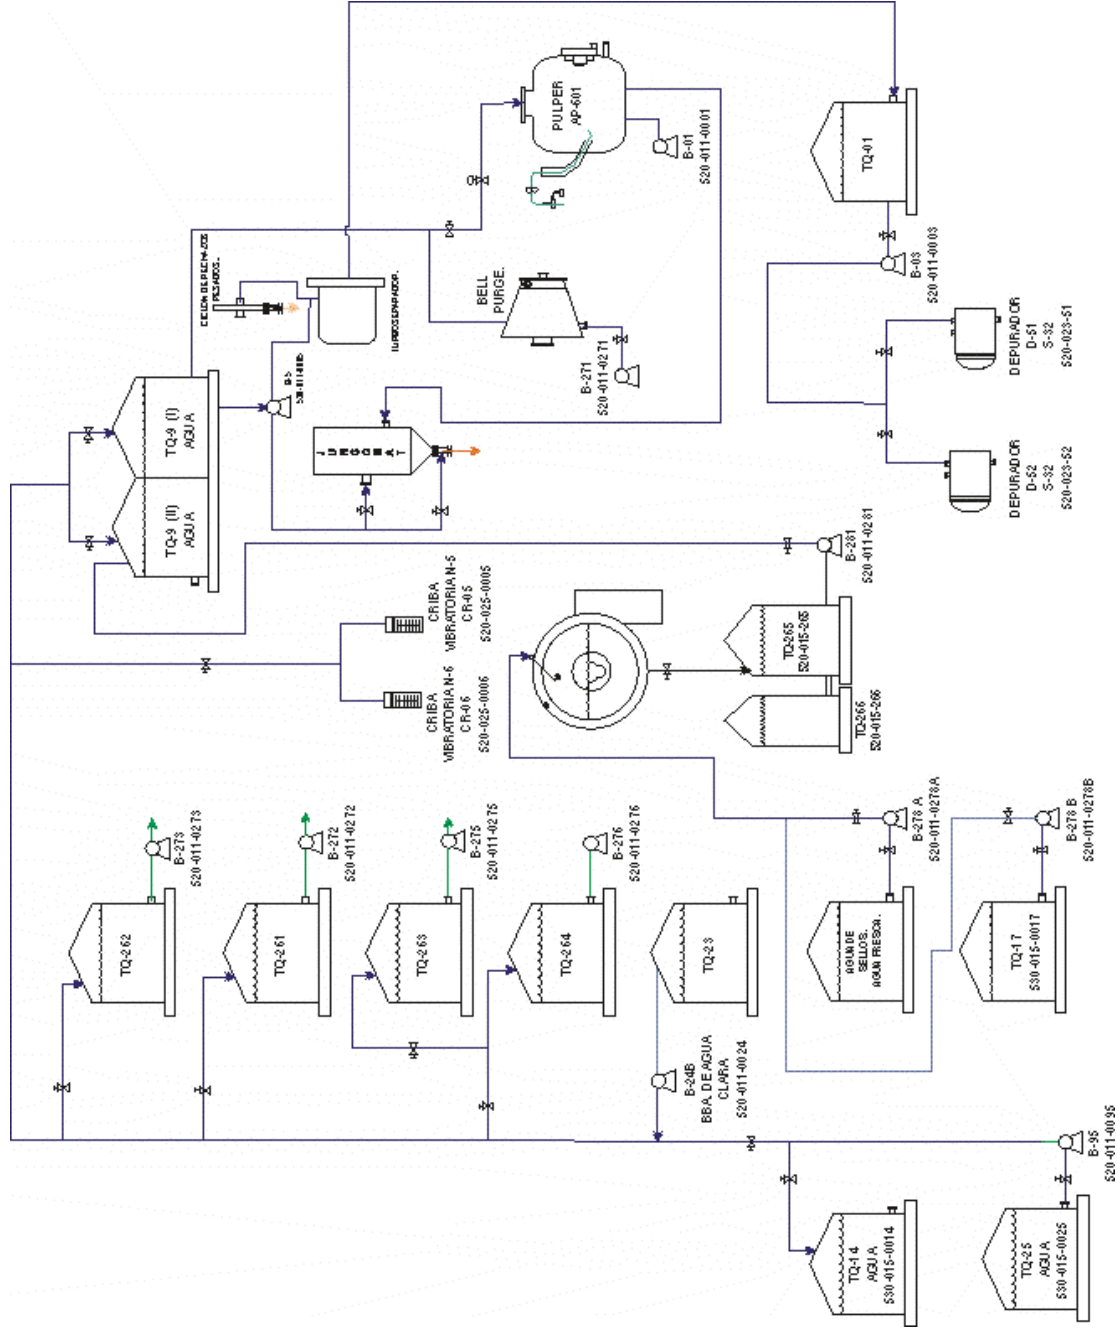 PULPER
AP-601
B-01
520-011-0001
TQ-01
B-03
520-011-0003
BELL
PURGE.
B-271
520-011-0271
DEPURADOR
D-51
S-32
520-023-51
DEPURADOR
D-52
S-32
520-023-52
CICLON DE RECHAZOS
PESADOS.
B-5
TQ-9 (I)
AGUA
TQ-9 (II)
AGUA
B-281
520-011-0281
CRIBA
VIBRATORIA N-5
CR-05
520-025-0005
CRIBA
VIBRATORIA N-6
CR-06
520-025-0006
TQ-265
520-015-265
TQ-266
520-015-266
TQ-262
B-273
520-011-0273
TQ-261
B-272
520-011-0272
TQ-263
B-275
520-011-0275
TQ-264
B-276
520-011-0276
TQ-23
B-24B
BBA. DE AGUA
CLARA
520-011-0024
AGUA DE
SELLOS.
AGUA FRESCA.
B-278 A
520-011-0278A
TQ-17
530-015-0017
B-278 B
520-011-0278B
TQ-14
AGUA
530-015-0014
TQ-25
AGUA
530-015-0025
B-95
520-011-0095